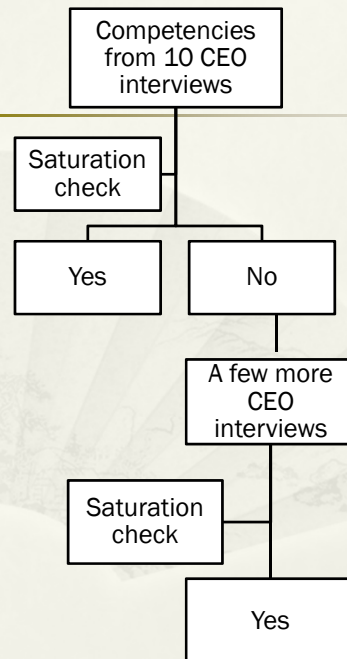 Competencies
from 10 CEO
interviews
Saturation
check
Yes
No
A few more
CEO
interviews
Saturation
check
Yes